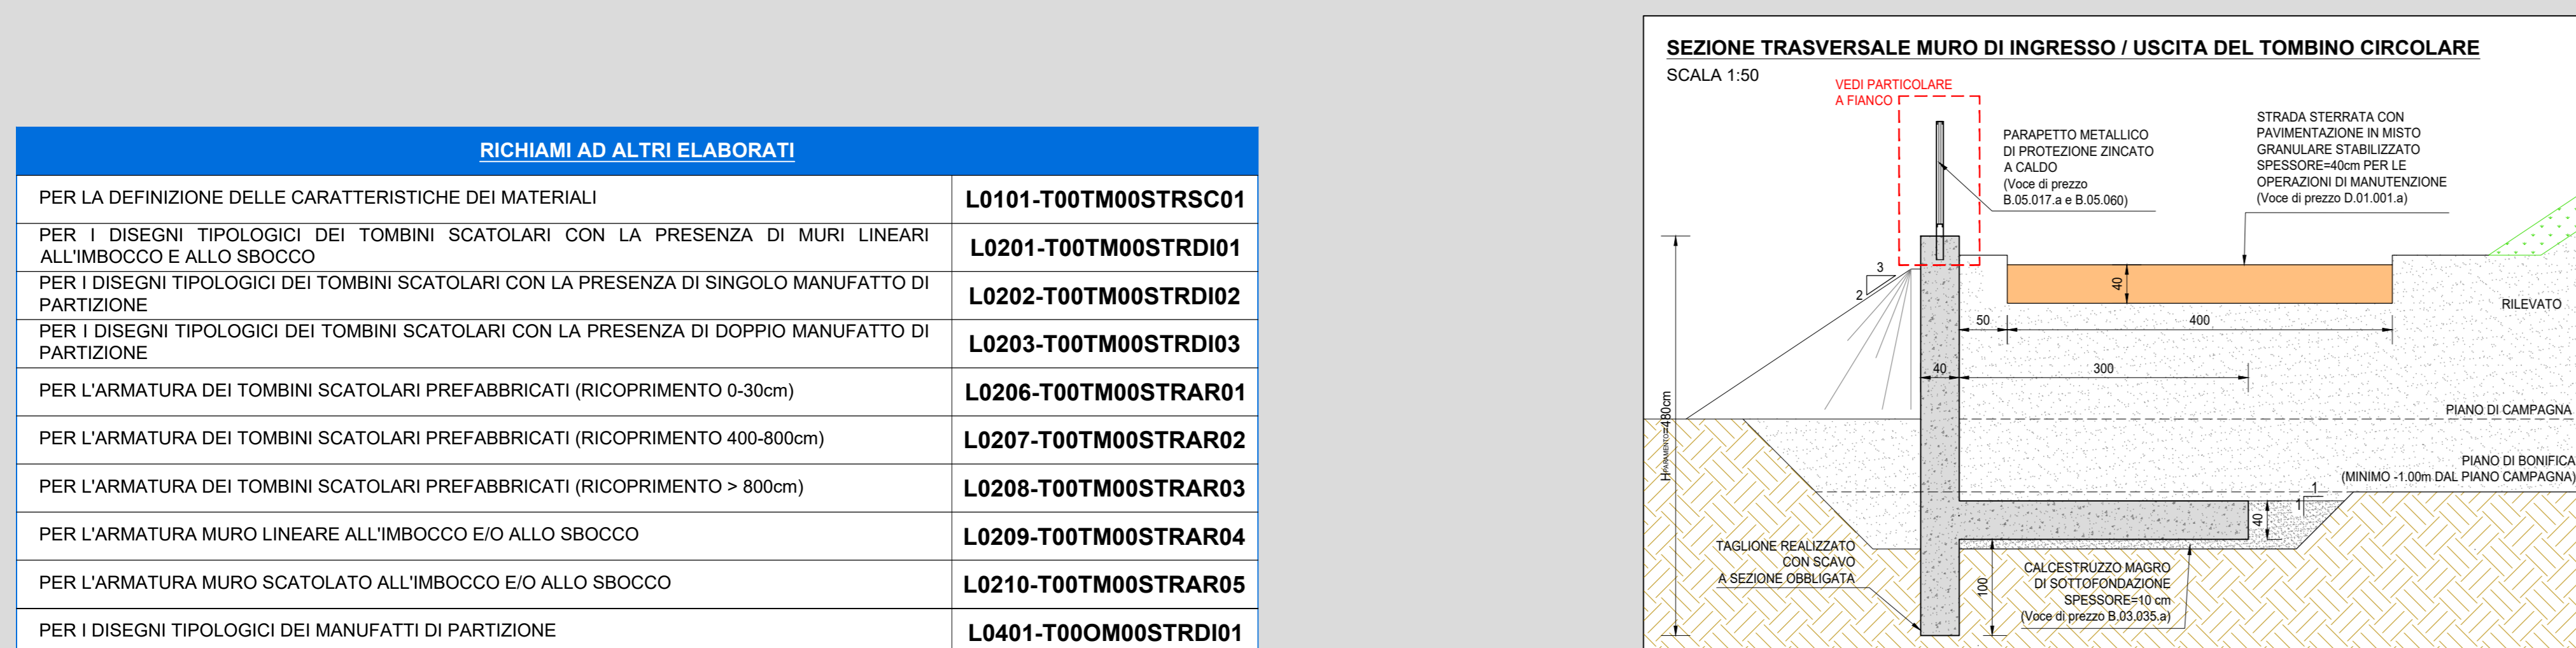 RICHIAMI AD ALTRI ELABORATI
PER LA DEFINIZIONE DELLE CARATTERISTICHE DEI MATERIALI
L0101-T00TM00STRSC01
PER I DISEGNI TIPOLOGICI DEI TOMBINI SCATOLARI CON LA PRESENZA DI MURI LINEARI
ALL'IMBOCCO E ALLO SBOCCO
L0201-T00TM00STRDI01
PER I DISEGNI TIPOLOGICI DEI TOMBINI SCATOLARI CON LA PRESENZA DI SINGOLO MANUFATTO DI
PARTIZIONE
L0202-T00TM00STRDI02
PER I DISEGNI TIPOLOGICI DEI TOMBINI SCATOLARI CON LA PRESENZA DI DOPPIO MANUFATTO DI
PARTIZIONE
L0203-T00TM00STRDI03
PER L'ARMATURA DEI TOMBINI SCATOLARI PREFABBRICATI (RICOPRIMENTO 0-30cm)
L0206-T00TM00STRAR01
PER L'ARMATURA DEI TOMBINI SCATOLARI PREFABBRICATI (RICOPRIMENTO 400-800cm)
L0207-T00TM00STRAR02
PER L'ARMATURA DEI TOMBINI SCATOLARI PREFABBRICATI (RICOPRIMENTO > 800cm)
L0208-T00TM00STRAR03
PER L'ARMATURA MURO LINEARE ALL'IMBOCCO E/O ALLO SBOCCO
L0209-T00TM00STRAR04
PER L'ARMATURA MURO SCATOLATO ALL'IMBOCCO E/O ALLO SBOCCO
L0210-T00TM00STRAR05
PER I DISEGNI TIPOLOGICI DEI MANUFATTI DI PARTIZIONE
L0401-T00OM00STRDI01
SEZIONE TRASVERSALE MURO DI INGRESSO / USCITA DEL TOMBINO CIRCOLARE
SCALA 1:50
VEDI PARTICOLARE
A FIANCO
PARAPETTO METALLICO
DI PROTEZIONE ZINCATO
A CALDO
(Voce di prezzo
B.05.017.a e B.05.060)
STRADA STERRATA CON
PAVIMENTAZIONE IN MISTO
GRANULARE STABILIZZATO
SPESSORE=40cm PER LE
OPERAZIONI DI MANUTENZIONE
(Voce di prezzo D.01.001.a)
3
2
40
RILEVATO
50
400
40
300
HPARAMENTO=480cm
PIANO DI CAMPAGNA
PIANO DI BONIFICA
(MINIMO -1.00m DAL PIANO CAMPAGNA)
1
1
40
TAGLIONE REALIZZATO
CON SCAVO
A SEZIONE OBBLIGATA
100
CALCESTRUZZO MAGRO
DI SOTTOFONDAZIONE
SPESSORE=10 cm
(Voce di prezzo B.03.035.a)